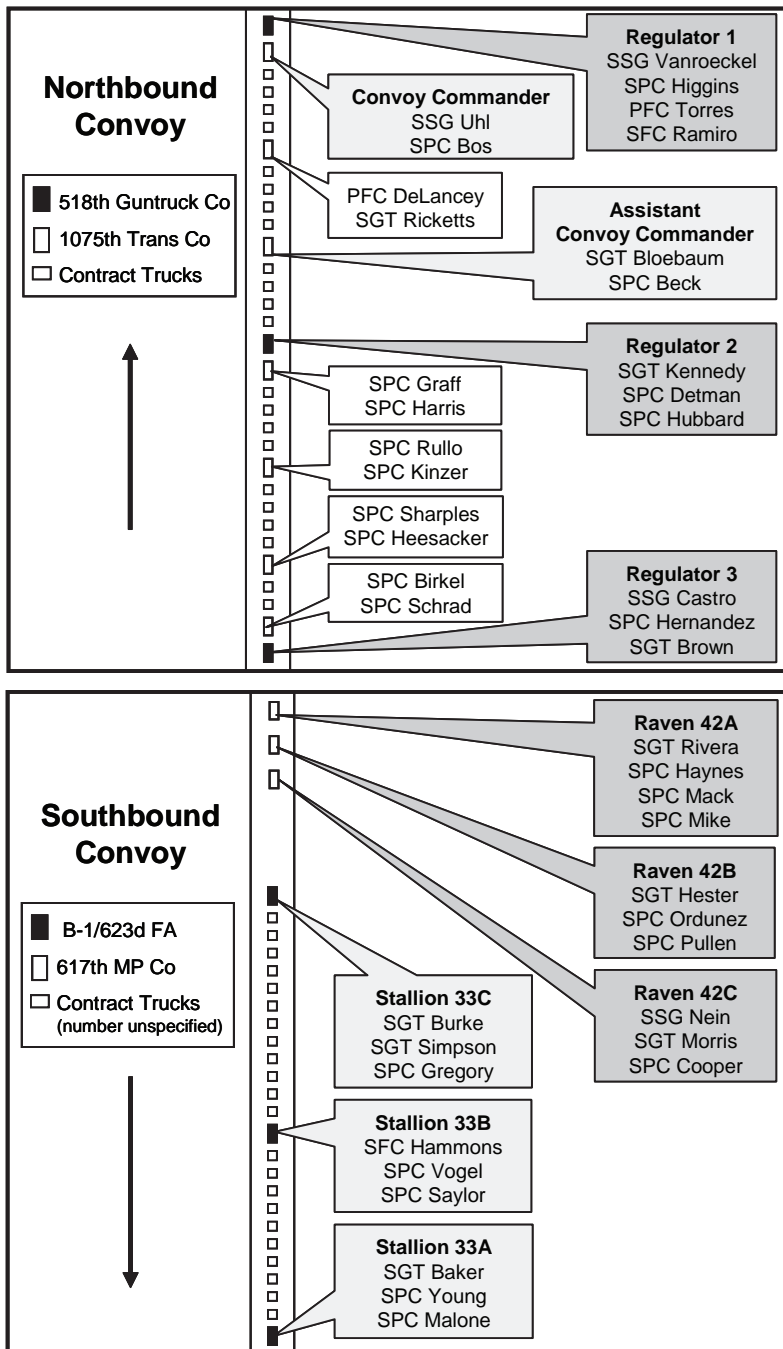 Northbound
Convoy
518th Guntruck Co
1075th Trans Co
Contract Trucks
Regulator 1
SSG Vanroeckel
SPC Higgins
PFC Torres
SFC Ramiro
Convoy Commander
SSG Uhl
SPC Bos
PFC DeLancey
SGT Ricketts
Assistant
Convoy Commander
SGT Bloebaum
SPC Beck
Regulator 2
SGT Kennedy
SPC Detman
SPC Hubbard
SPC Graff
SPC Harris
SPC Rullo
SPC Kinzer
SPC Sharples
SPC Heesacker
SPC Birkel
SPC Schrad
Regulator 3
SSG Castro
SPC Hernandez
SGT Brown
Southbound
Convoy
B-1/623d FA
617th MP Co
Contract Trucks
(number unspecified)
Raven 42A
SGT Rivera
SPC Haynes
SPC Mack
SPC Mike
Raven 42B
SGT Hester
SPC Ordunez
SPC Pullen
Raven 42C
SSG Nein
SGT Morris
SPC Cooper
Stallion 33C
SGT Burke
SGT Simpson
SPC Gregory
Stallion 33B
SFC Hammons
SPC Vogel
SPC Saylor
Stallion 33A
SGT Baker
SPC Young
SPC Malone